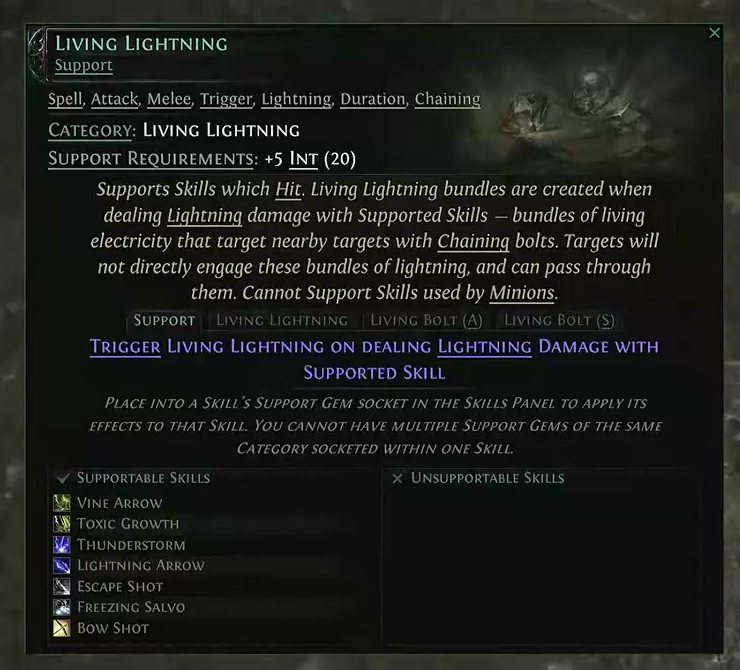 LIVING LIGHTNING
Support
Spell, Attack, Melee, Trigger, Lightning, Duration, Chaining
CATEGORY: LIVING LIGHTNING
SUPPORT REQUIREMENTS: +5 INT (20)
Supports Skills which Hit. Living Lightning bundles are created when
dealing Lightning damage with Supported Skills — bundles of living
electricity that target nearby targets with Chaining bolts. Targets will
not directly engage these bundles of lightning, and can pass through
them. Cannot Support Skills used by Minions.
SUPPORT LIVING LIGHTNING LIVING BOLT (A) LIVING BOLT (S)
TRIGGER LIVING LIGHTNING ON DEALING LIGHTNING DAMAGE WITH
SUPPORTED SKILL
PLACE INTO A SKILL'S SUPPORT GEM SOCKET IN THE SKILLS PANEL TO APPLY ITS
EFFECTS TO THAT SKILL. YOU CANNOT HAVE MULTIPLE SUPPORT GEMS OF THE SAME
CATEGORY SOCKETED WITHIN ONE SKILL.
SUPPORTABLE SKILLS
VINE ARROW
TOXIC GROWTH
THUNDERSTORM
LIGHTNING ARROW
ESCAPE SHOT
FREEZING SALVO
BOW SHOT
UNSUPPORTABLE SKILLS